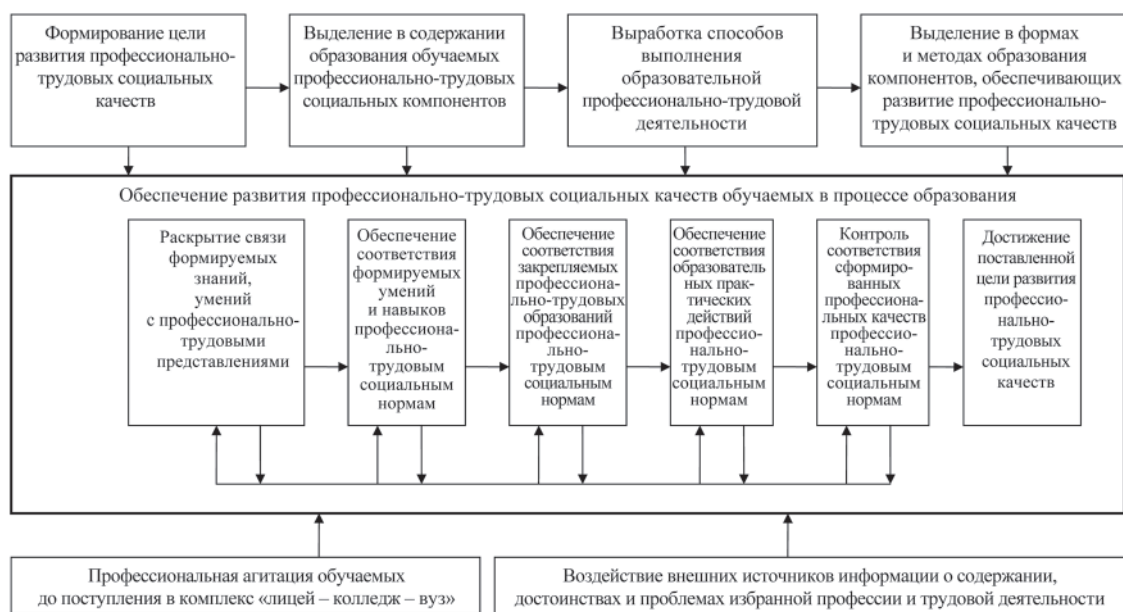 Формирование цели
развития профессионально-
трудовых социальных
качеств
Выделение в содержании
образования обучаемых
профессионально-трудовых
социальных компонентов
Выработка способов
выполнения
образовательной
профессионально-трудовой
деятельности
Выделение в формах
и методах образования
компонентов, обеспечивающих
развитие профессионально-
трудовых социальных качеств
Обеспечение развития профессионально-трудовых социальных качеств обучаемых в процессе образования
Раскрытие связи
формируемых
знаний,
умений
с профессионально-
трудовыми
представлениями
Обеспечение
соответствия
формируемых
умений
и навыков
профессиона-
льно-
трудовым
социальным
нормам
Обеспечение
соответствия
закрепляемых
профессиона-
льно-трудовых
образований
профессиона-
льно-
трудовым
социальным
нормам
Обеспечение
соответствия
образователь
ных прак-
тических
действий
професси-
онально-
трудовым
социальным
нормам
Контроль
соответствия
сформиро-
ванных
профессио-
нальных качеств
профессио-
нально-
трудовым
социальным
нормам
Достижение
поставленной
цели развития
профессио-
нально-
трудовых
социальных
качеств
Профессиональная агитация обучаемых
до поступления в комплекс «лицей – колледж – вуз»
Воздействие внешних источников информации о содержании,
достоинствах и проблемах избранной профессии и трудовой деятельности